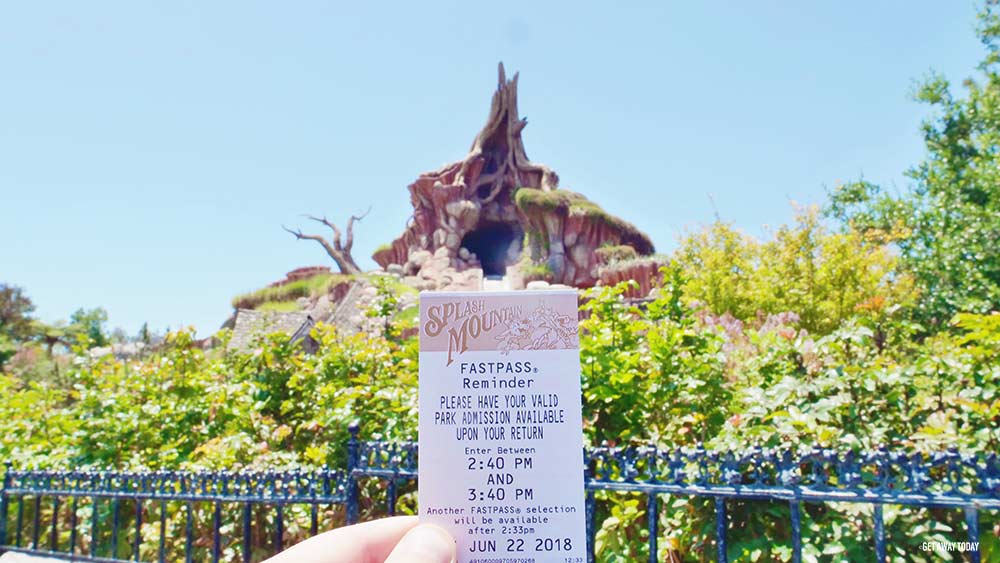 SPLASH
MOUNTAIN
FASTPASS®
Reminder
PLEASE HAVE YOUR VALID
PARK ADMISSION AVAILABLE
UPON YOUR RETURN
Enter Between
2:40 PM
AND
3:40 PM
Another FASTPASS® selection
will be available
after 2:33pm
JUN 22 2018
491060009705970268 12:33
©GET AWAY TODAY